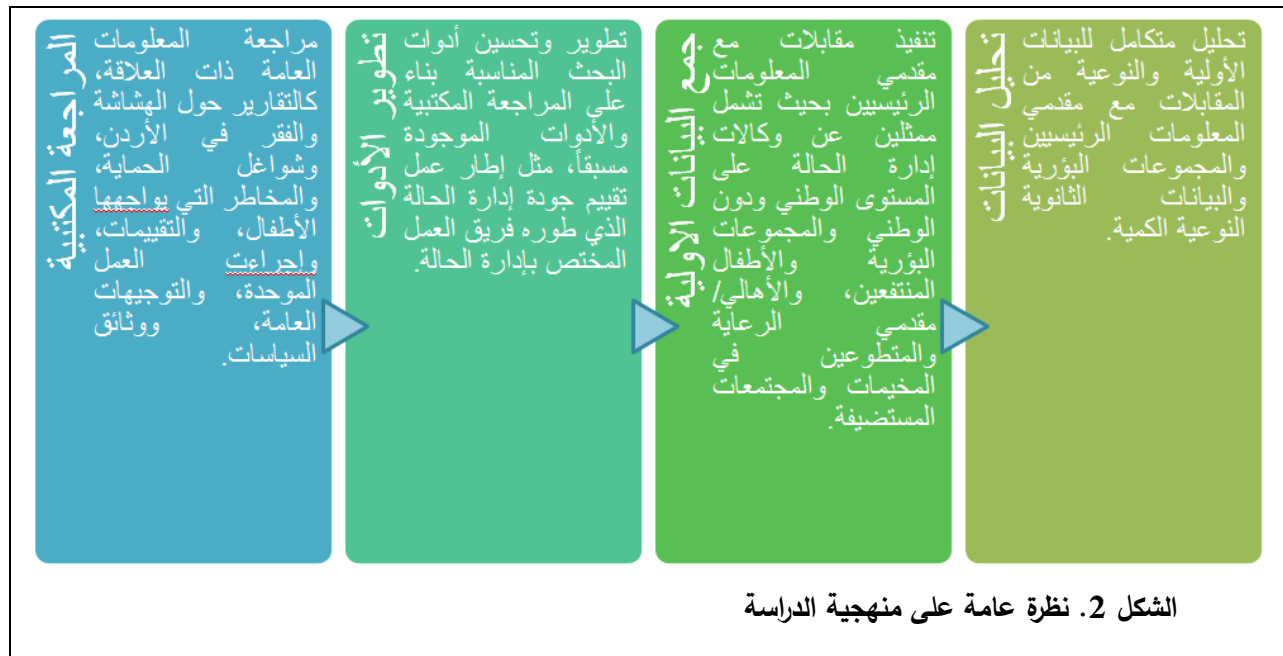 المراجعة المكتبية
مراجعة المعلومات
العامة ذات العلاقة،
كالتقارير حول الهشاشة
والفقر في الأردن،
وشواغل الحماية،
والمخاطر التي يواجهها
الأطفال، والتقييمات،
وإجراءت العمل
الموحدة، والتوجيهات
العامة، ووثائق
السياسات.
تطوير الأدوات
تطوير وتحسين أدوات
البحث المناسبة بناء
على المراجعة المكتبية
والأدوات الموجودة
مسبقاً، مثل إطار عمل
تقييم جودة إدارة الحالة
الذي طوره فريق العمل
المختص بإدارة الحالة.
جمع البيانات الاولية
تنفيذ مقابلات مع
مقدمي المعلومات
الرئيسيين بحيث تشمل
ممثلين عن وكالات
إدارة الحالة على
المستوى الوطني ودون
الوطني والمجموعات
البؤرية والأطفال
المنتفعين، والأهالي/
مقدمي الرعاية
والمتطوعين في
المخيمات والمجتمعات
المستضيفة.
تحليل البيانات
تحليل متكامل للبيانات
الأولية والنوعية من
المقابلات مع مقدمي
المعلومات الرئيسيين
والمجموعات البؤرية
والبيانات الثانوية
النوعية الكمية.
الشكل 2. نظرة عامة على منهجية الدراسة